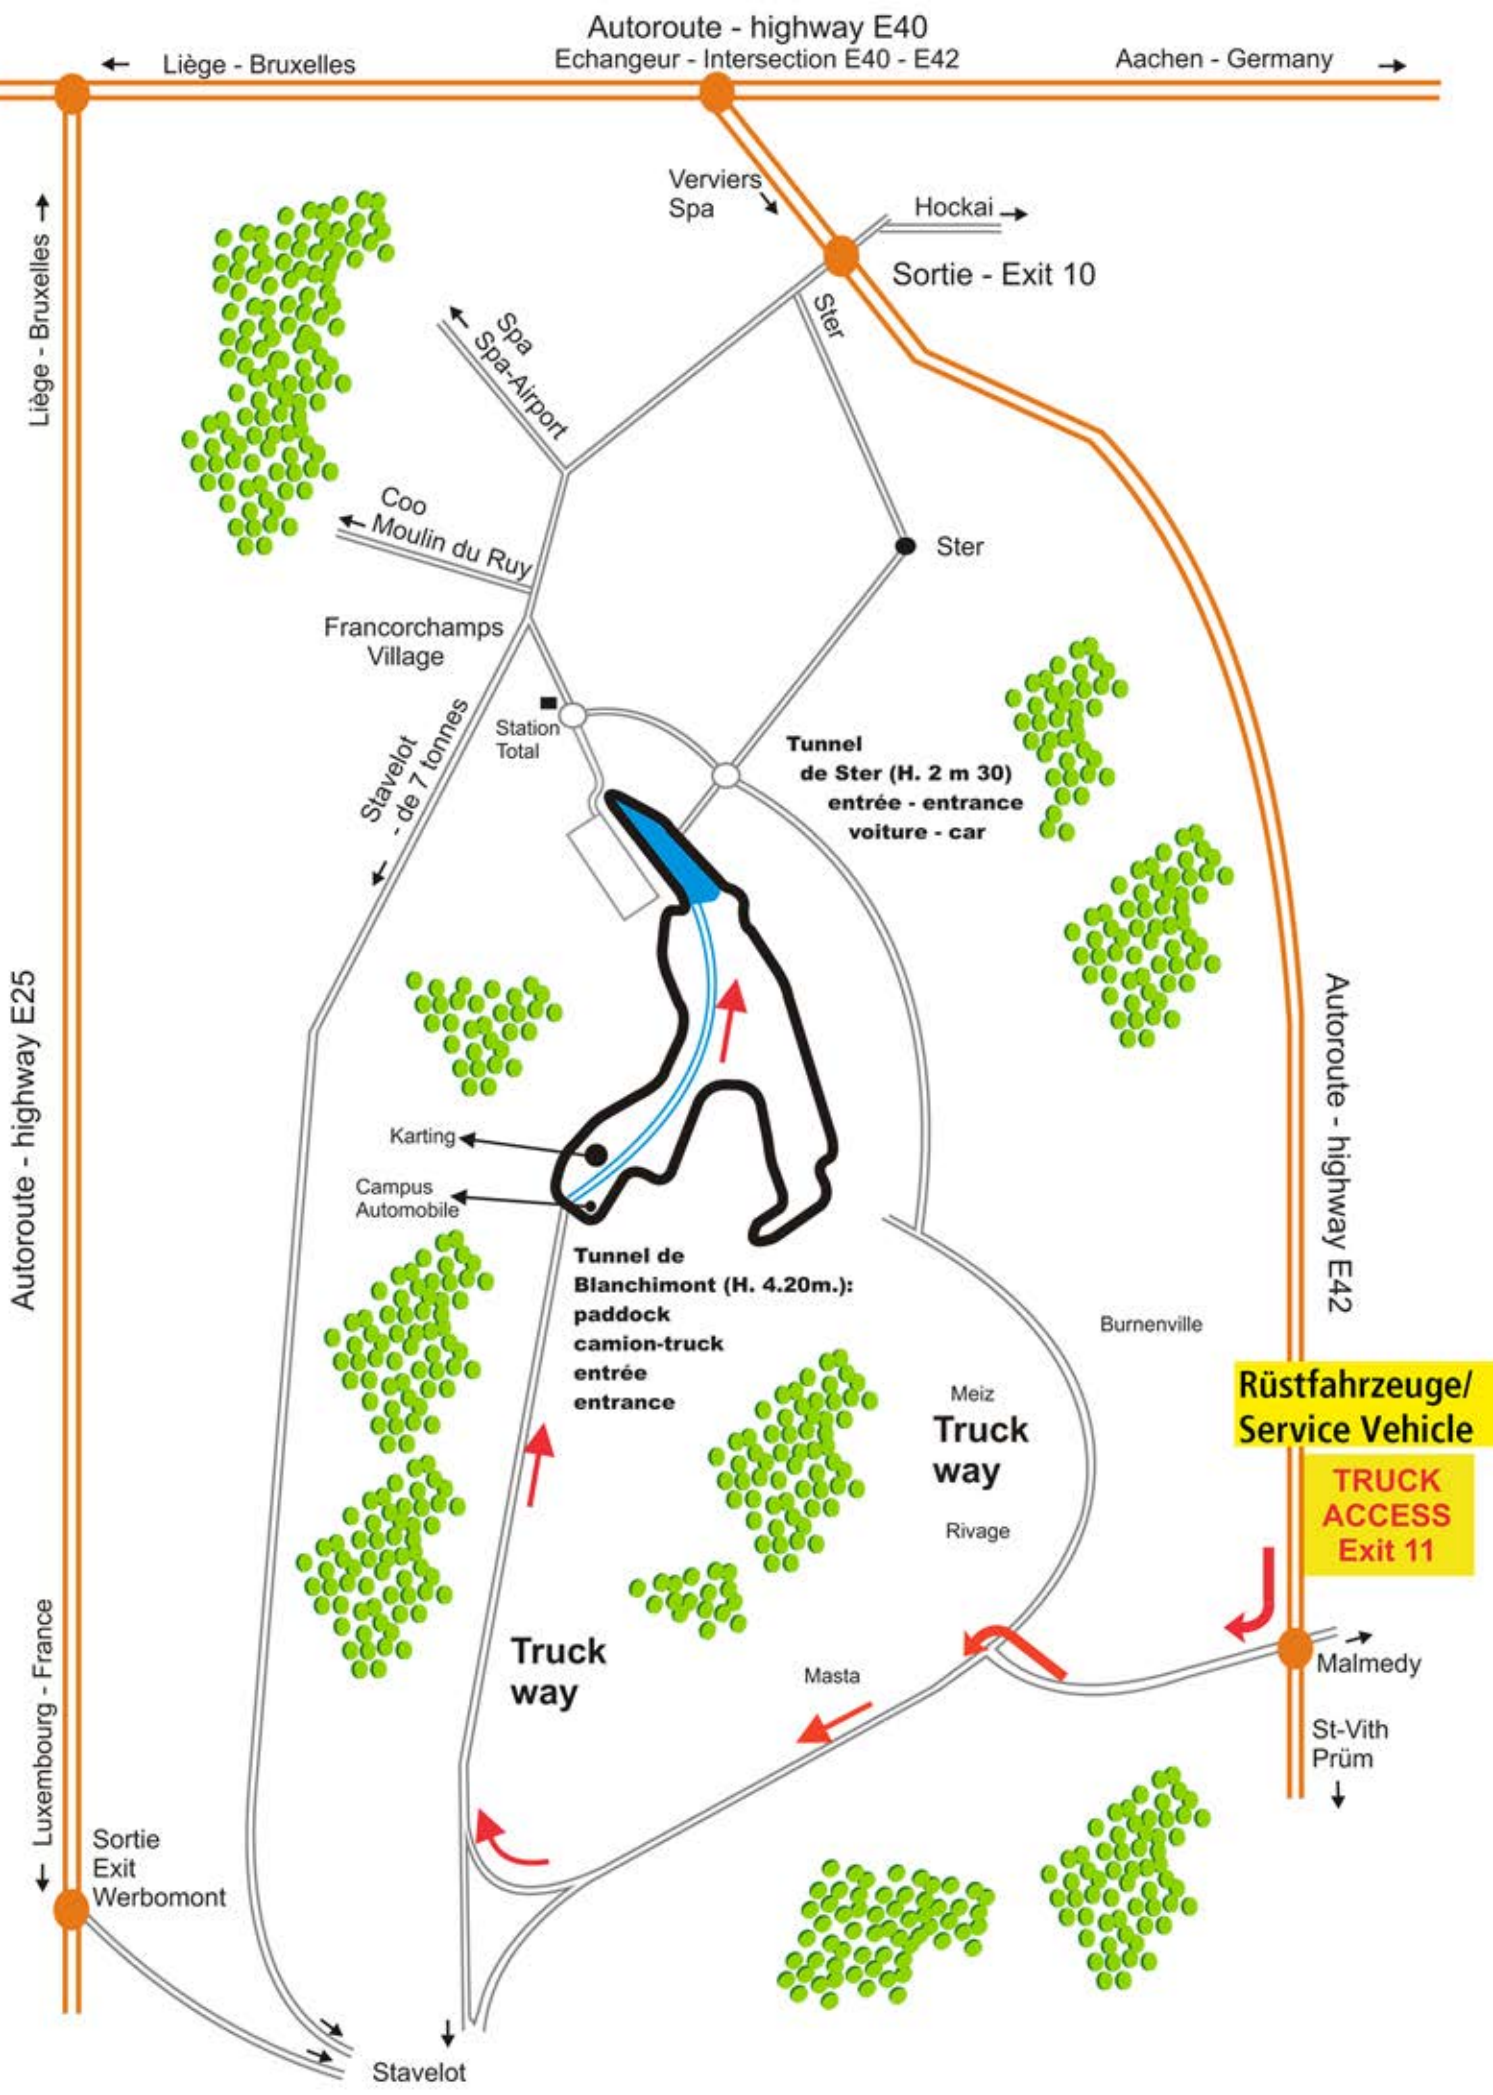 Autoroute - highway E40
Liège - Bruxelles
Echangeur - Intersection E40 - E42
Aachen - Germany
Verviers
Spa
Hockai
Sortie - Exit 10
Liège - Bruxelles
Spa
Spa-Airport
Ster
Coo
Moulin du Ruy
Ster
Francorchamps
Village
Stavelot
- de 7 tonnes
Station
Total
Tunnel
de Ster (H. 2 m 30)
entrée - entrance
voiture - car
Autoroute - highway E25
Autoroute - highway E42
Karting
Campus
Automobile
Tunnel de
Blanchimont (H. 4.20m.):
paddock
camion-truck
entrée
entrance
Burnenville
Rüstfahrzeuge/
Service Vehicle
Meiz
Truck
way
TRUCK
ACCESS
Exit 11
Rivage
Luxembourg - France
Truck
way
Masta
Malmedy
St-Vith
Prüm
Sortie
Exit
Werbomont
Stavelot